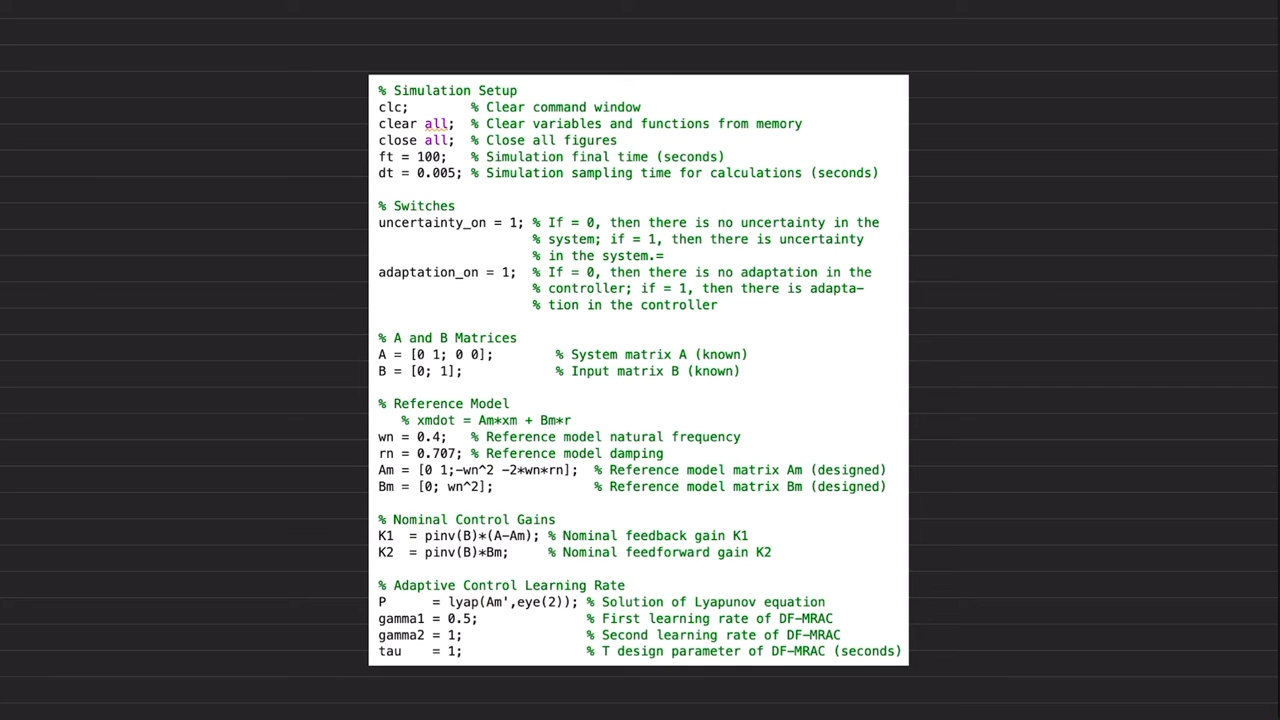 % Simulation Setup
clc;        % Clear command window
clear all;  % Clear variables and functions from memory
close all;  % Close all figures
ft = 100;   % Simulation final time (seconds)
dt = 0.005; % Simulation sampling time for calculations (seconds)
% Switches
uncertainty_on = 1; % If = 0, then there is no uncertainty in the
% system; if = 1, then there is uncertainty
% in the system.=
adaptation_on = 1;  % If = 0, then there is no adaptation in the
% controller; if = 1, then there is adapta-
% tion in the controller
% A and B Matrices
A = [0 1; 0 0];        % System matrix A (known)
B = [0; 1];            % Input matrix B (known)
% Reference Model
% xmdot = Am*xm + Bm*r
wn = 0.4;   % Reference model natural frequency
rn = 0.707; % Reference model damping
Am = [0 1;-wn^2 -2*wn*rn];  % Reference model matrix Am (designed)
Bm = [0; wn^2];             % Reference model matrix Bm (designed)
% Nominal Control Gains
K1  = pinv(B)*(A-Am); % Nominal feedback gain K1
K2  = pinv(B)*Bm;     % Nominal feedforward gain K2
% Adaptive Control Learning Rate
P      = lyap(Am',eye(2)); % Solution of Lyapunov equation
gamma1 = 0.5;              % First learning rate of DF-MRAC
gamma2 = 1;                % Second learning rate of DF-MRAC
tau    = 1;                % T design parameter of DF-MRAC (seconds)